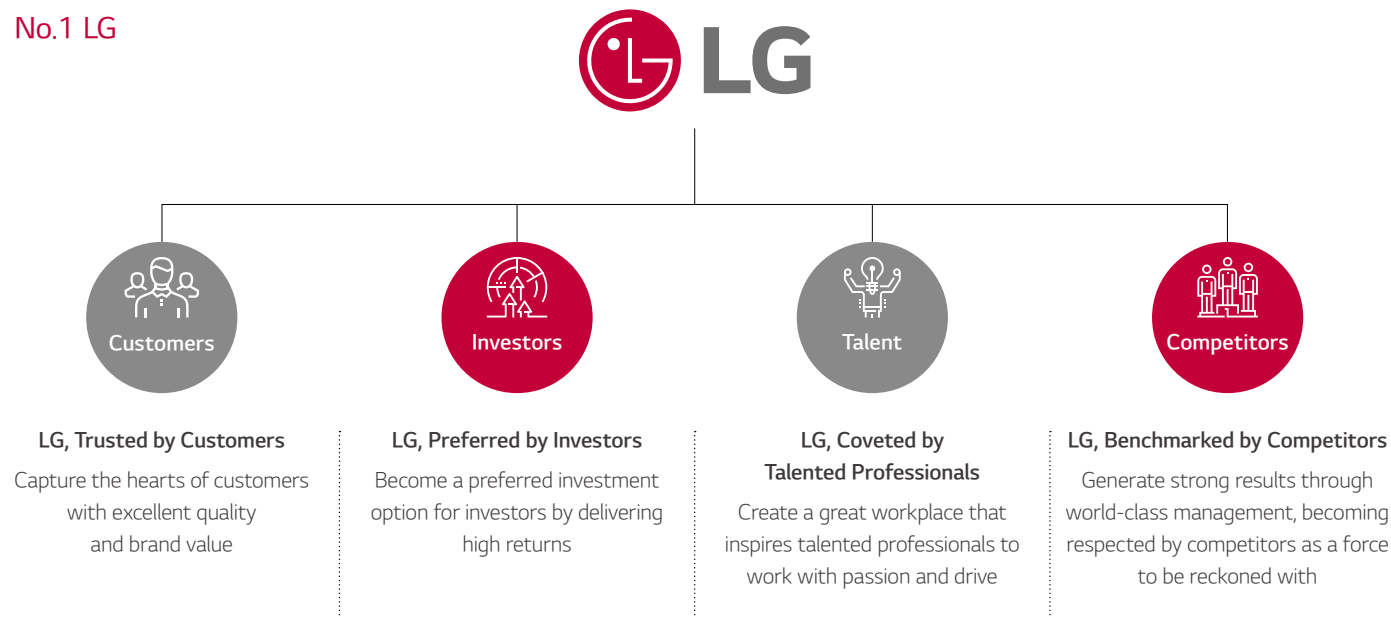 No.1 LG
LG
Customers
Investors
Talent
Competitors
LG, Trusted by Customers
Capture the hearts of customers
with excellent quality
and brand value
LG, Preferred by Investors
Become a preferred investment
option for investors by delivering
high returns
LG, Coveted by
Talented Professionals
Create a great workplace that
inspires talented professionals to
work with passion and drive
LG, Benchmarked by Competitors
Generate strong results through
world-class management, becoming
respected by competitors as a force
to be reckoned with